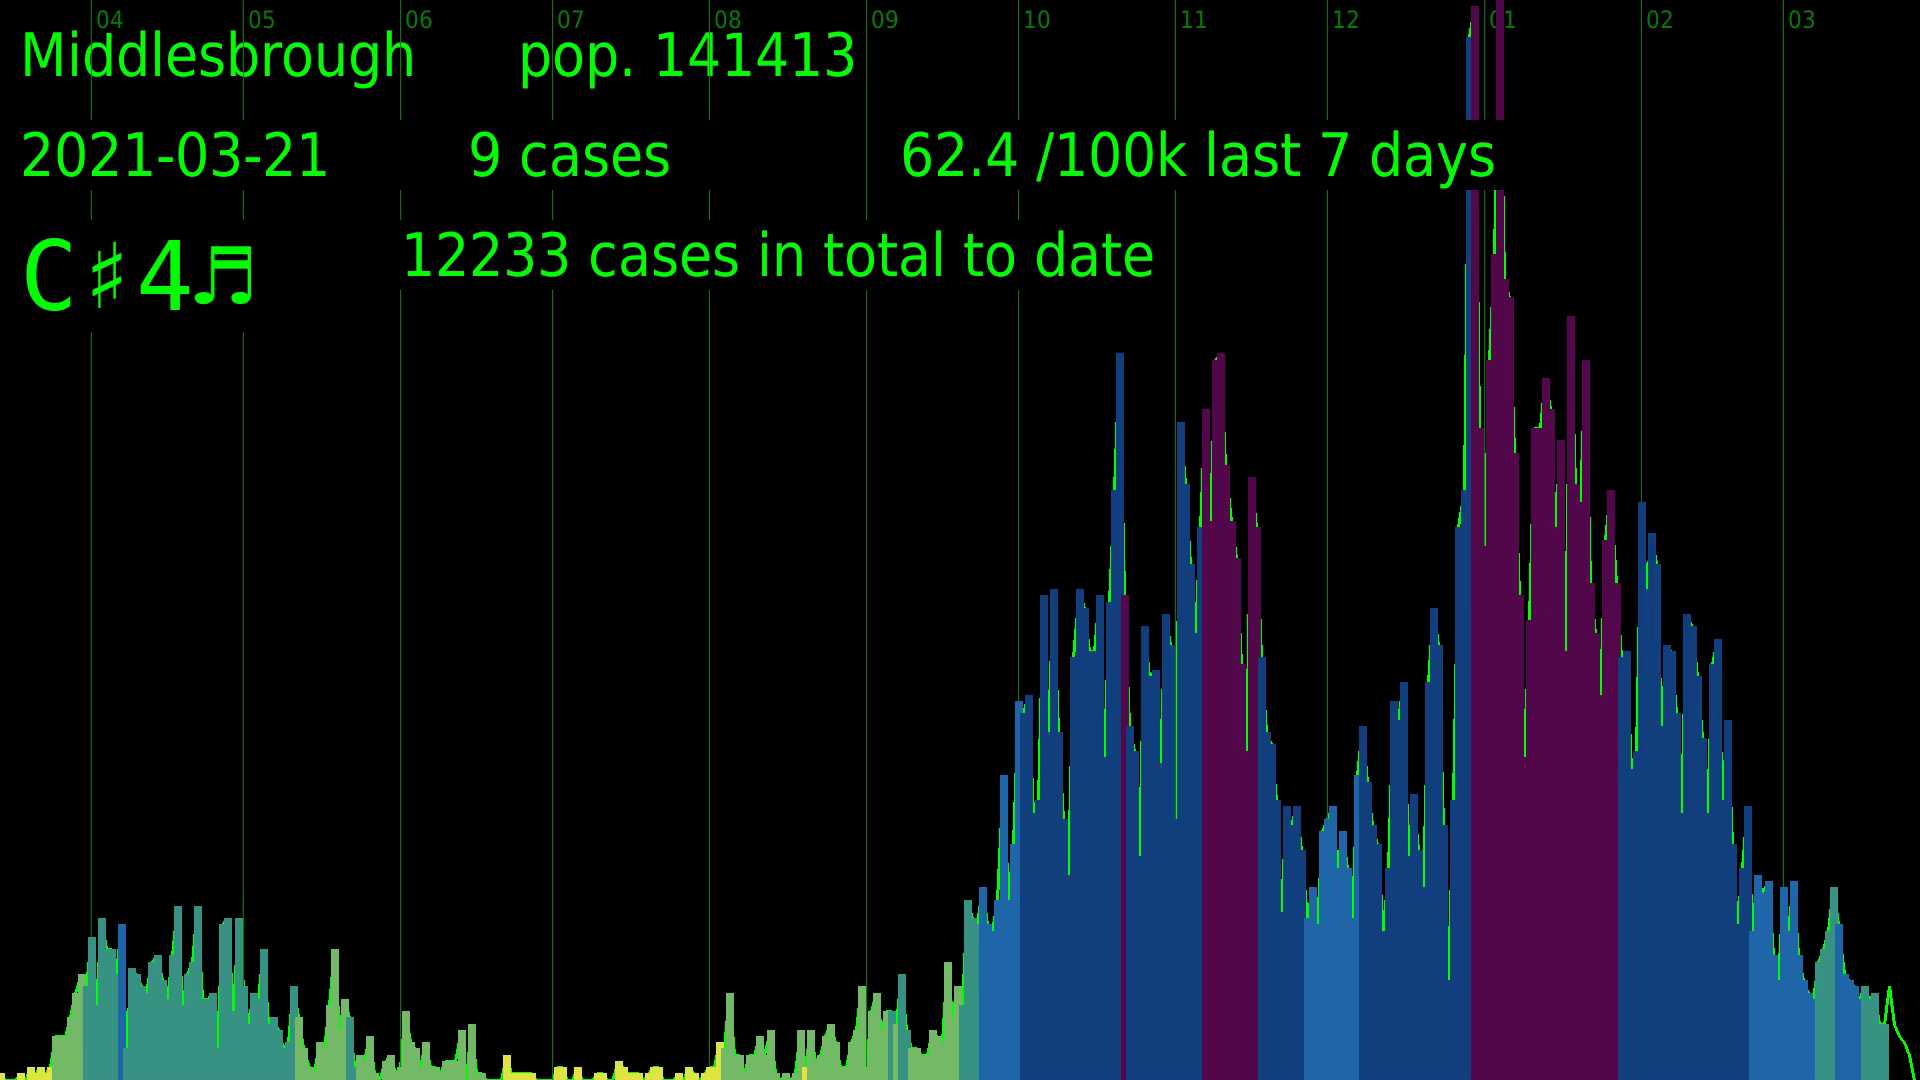 04 05 06 07 08 09 10 11 12 01 02 03
Middlesbrough pop. 141413
2021-03-21 9 cases 62.4 /100k last 7 days
C♯4♬ 12233 cases in total to date